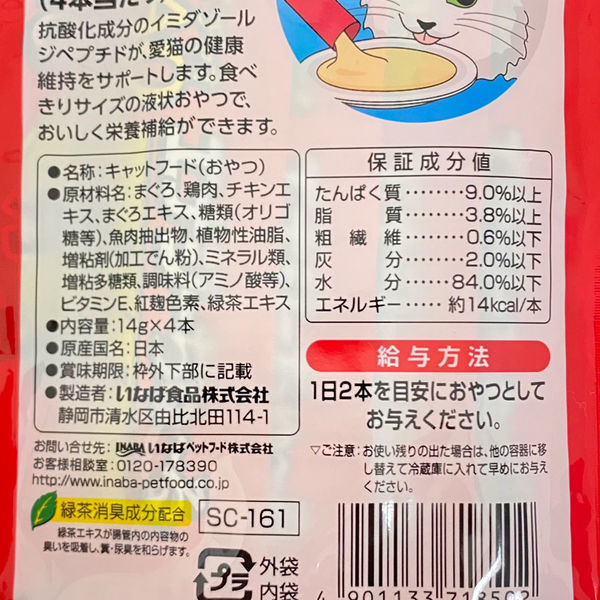 (4本当たり
抗酸化成分のイミダゾール
ジペプチドが、愛猫の健康
維持をサポートします。食べ
きりサイズの液状おやつで、
おいしく栄養補給ができます。
●名称:キャットフード(おやつ)
●原材料名:まぐろ、鶏肉、チキンエ
キス、まぐろエキス、糖類(オリゴ
糖等)、魚肉抽出物、植物性油脂、
増粘剤(加工でん粉)、ミネラル類、
増粘多糖類、調味料(アミノ酸等)、
ビタミンE、紅麹色素、緑茶エキス
●内容量:14g×4本
●原産国名:日本
●賞味期限:枠外下部に記載
●製造者:いなば食品株式会社
静岡市清水区由比北田114-1
お問い合せ先:INABAいなばペットフード株式会社
お客様相談室:0120-178390
http://www.inaba-petfood.co.jp
緑茶消臭成分配合
SC-161
緑茶エキスが腸管内の内容物の
臭いを吸着し、糞・尿臭を和らげます。
プラ
外袋
内袋
保証成分値
たんぱく質………9.0%以上
脂質………3.8%以上
粗繊維………0.6%以下
灰分………2.0%以下
水分………84.0%以下
エネルギー……約14kcal/本
給与方法
1日2本を目安におやつとして
お与えください。
▽ご注意:お使い残りの出た場合は、他の容器に移
し替えて冷蔵庫に入れて早めにお与え
ください。
4 901133 718502